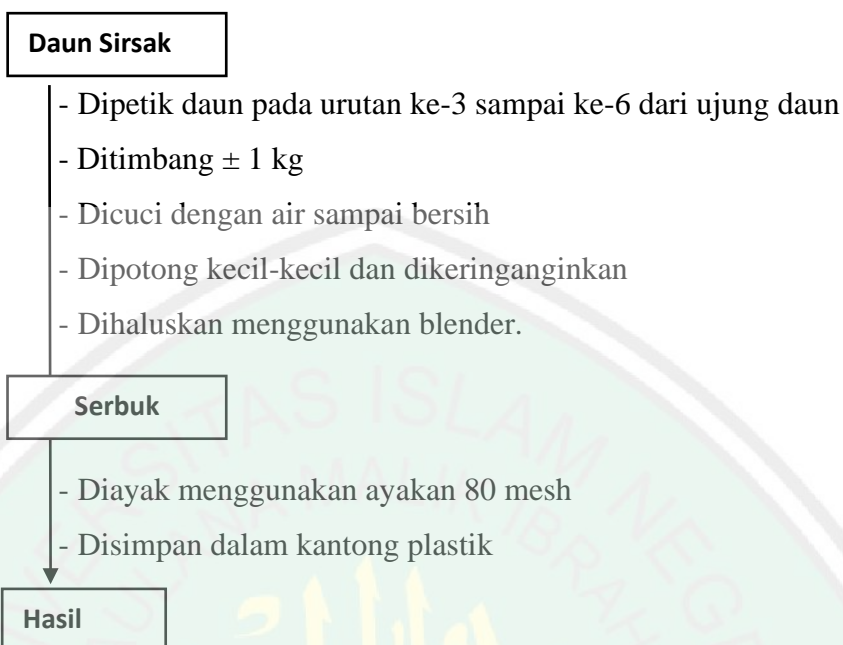 Daun Sirsak
- Dipetik daun pada urutan ke-3 sampai ke-6 dari ujung daun
- Ditimbang ± 1 kg
- Dicuci dengan air sampai bersih
- Dipotong kecil-kecil dan dikeringanginkan
- Dihaluskan menggunakan blender.
Serbuk
- Diayak menggunakan ayakan 80 mesh
- Disimpan dalam kantong plastik
Hasil